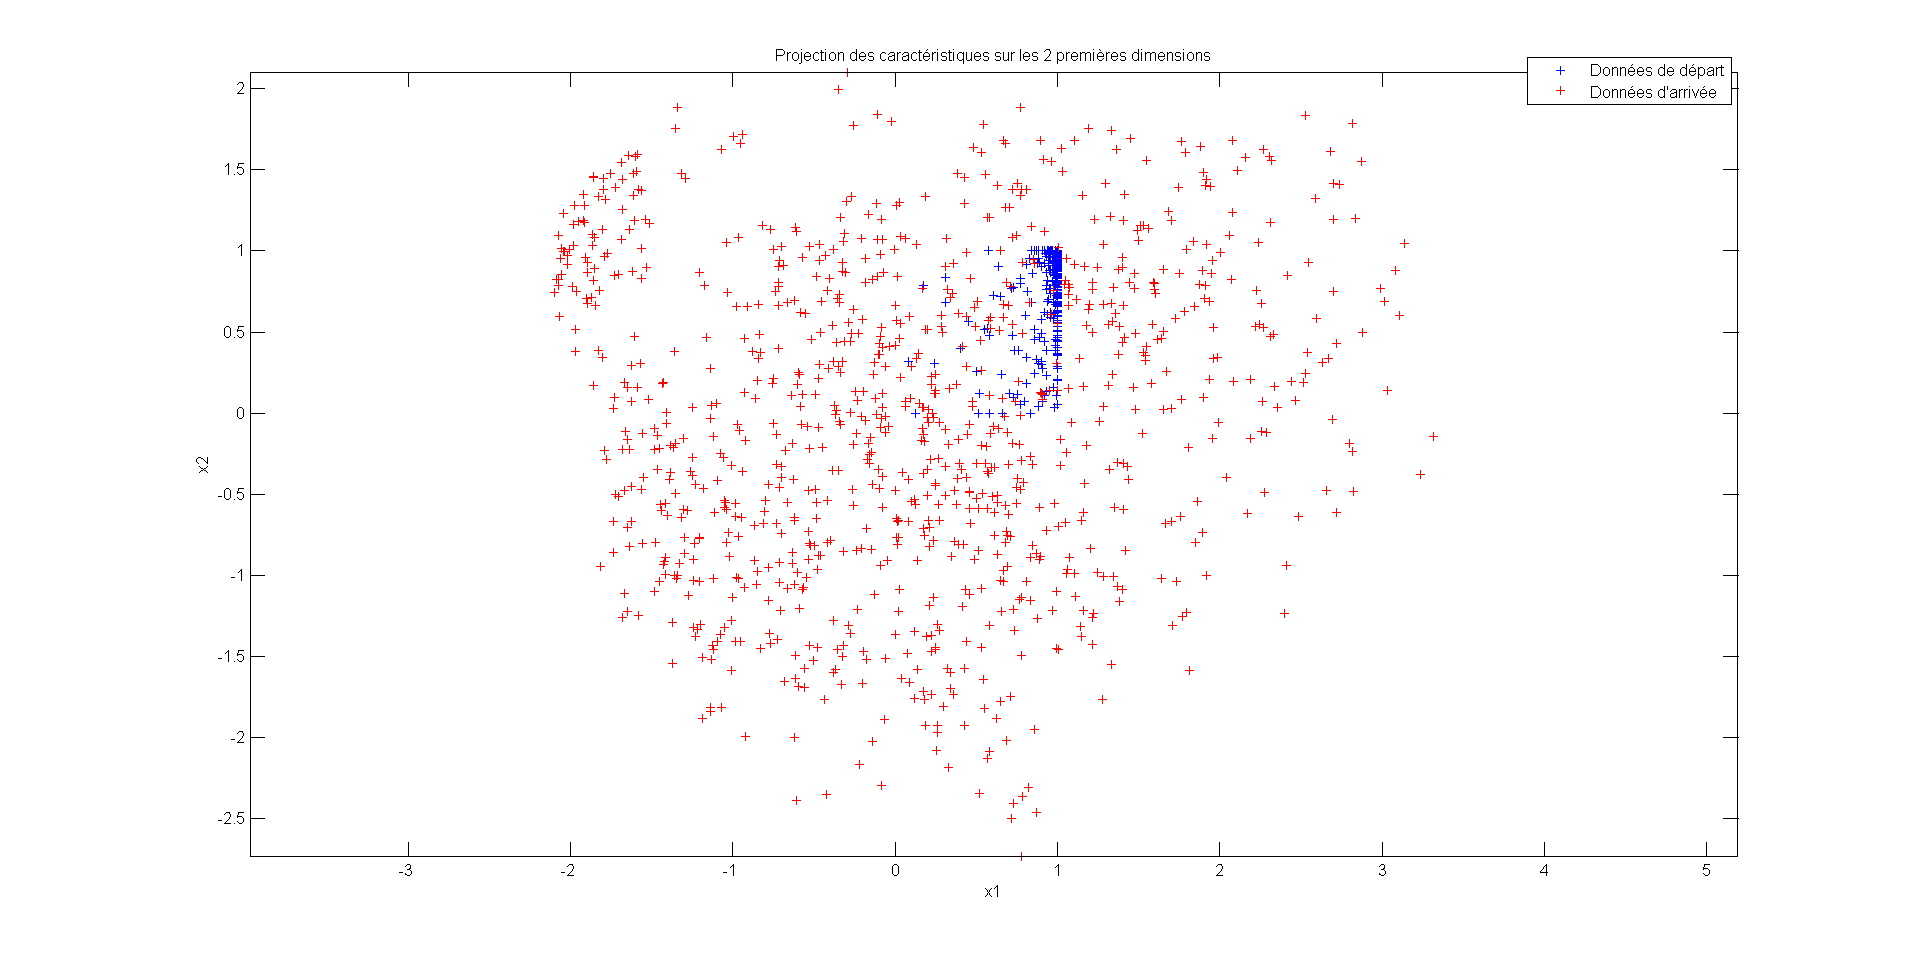 Projection des caractéristiques sur les 2 premières dimensions
Données de départ
Données d'arrivée
2
1.5
1
0.5
0
-0.5
-1
-1.5
-2
-2.5
x2
-3 -2 -1 0 1 2 3 4 5
x1